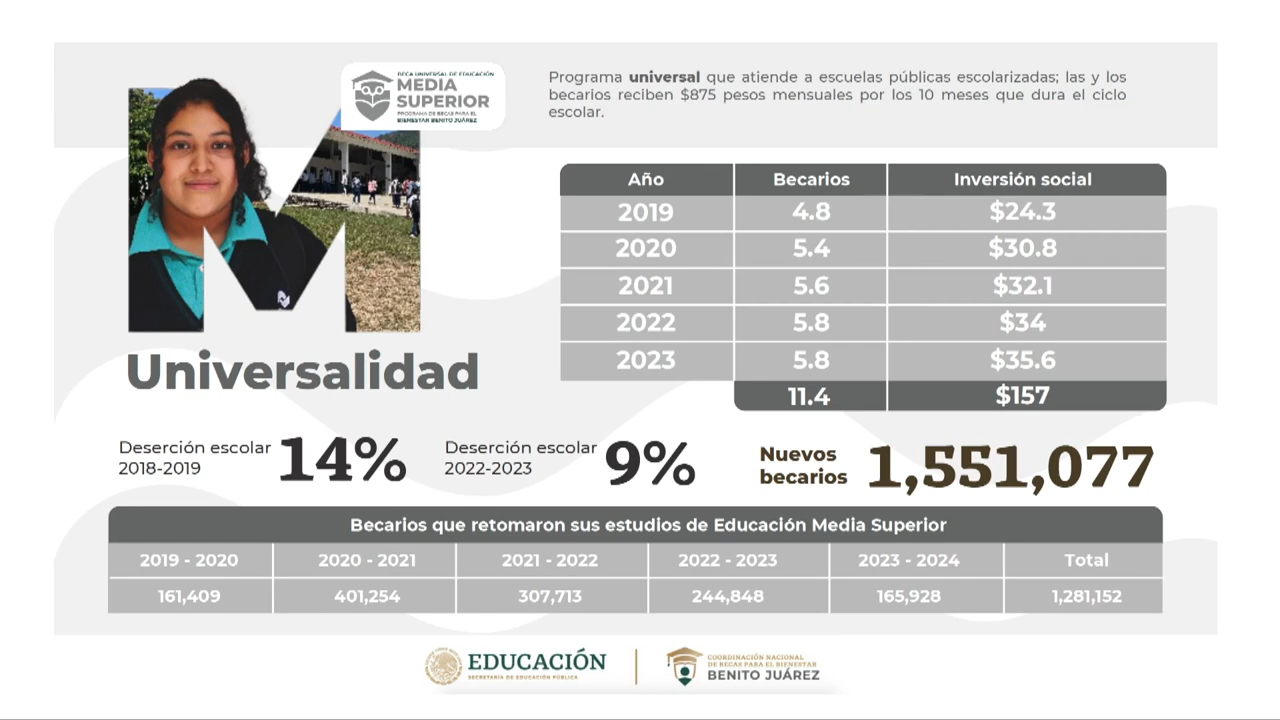 BECA UNIVERSAL DE EDUCACIÓN
MEDIA
SUPERIOR
PROGRAMA DE BECAS PARA EL
BIENESTAR BENITO JUÁREZ
Programa universal que atiende a escuelas públicas escolarizadas; las y los
becarios reciben $875 pesos mensuales por los 10 meses que dura el ciclo
escolar.
Año Becarios Inversión social
2019 4.8 $24.3
2020 5.4 $30.8
2021 5.6 $32.1
2022 5.8 $34
2023 5.8 $35.6
11.4 $157
Universalidad
Deserción escolar
2018-2019
14%
Deserción escolar
2022-2023
9%
Nuevos
becarios
1,551,077
Becarios que retomaron sus estudios de Educación Media Superior
2019 - 2020 2020 - 2021 2021 - 2022 2022 - 2023 2023 - 2024 Total
161,409 401,254 307,713 244,848 165,928 1,281,152
EDUCACIÓN
SECRETARÍA DE EDUCACIÓN PÚBLICA
COORDINACIÓN NACIONAL
DE BECAS PARA EL BIENESTAR
BENITO JUÁREZ